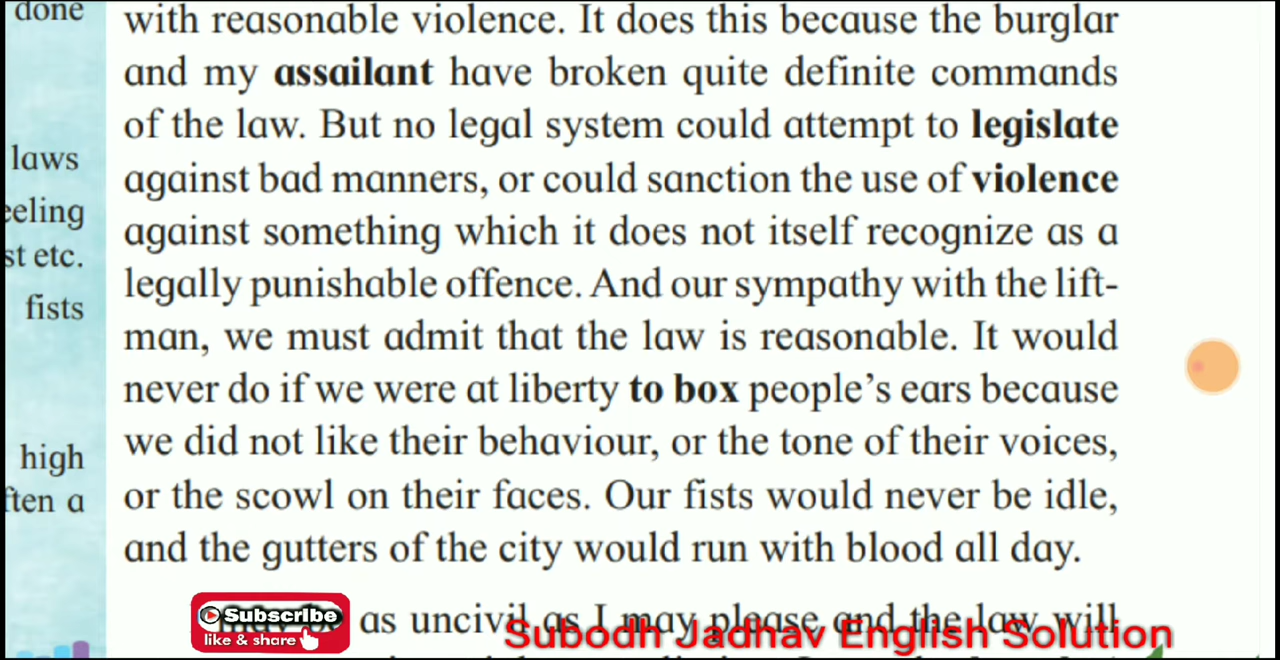 done
laws
eeling
st etc.
fists
high
ften a
with reasonable violence. It does this because the burglar
and my assailant have broken quite definite commands
of the law. But no legal system could attempt to legislate
against bad manners, or could sanction the use of violence
against something which it does not itself recognize as a
legally punishable offence. And our sympathy with the lift-
man, we must admit that the law is reasonable. It would
never do if we were at liberty to box people's ears because
we did not like their behaviour, or the tone of their voices,
or the scowl on their faces. Our fists would never be idle,
and the gutters of the city would run with blood all day.
as uncivil as I may please and the law will
Subscribe
like & share
Subodh Jadhav English Solution